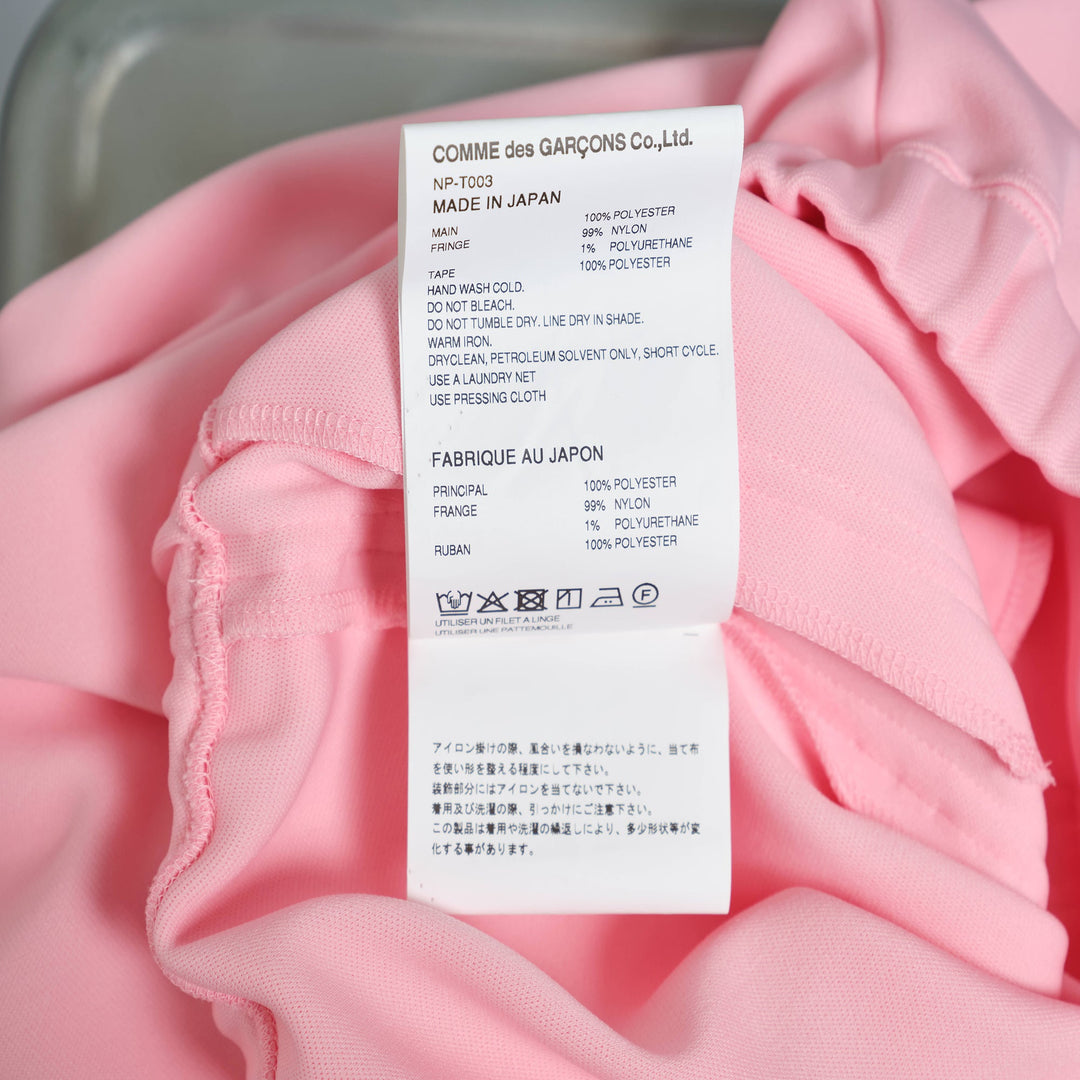 COMME des GARÇONS Co.,Ltd.
NP-T003
MADE IN JAPAN
MAIN 100% POLYESTER
FRINGE 99% NYLON
1% POLYURETHANE
TAPE 100% POLYESTER
HAND WASH COLD.
DO NOT BLEACH.
DO NOT TUMBLE DRY. LINE DRY IN SHADE.
WARM IRON.
DRYCLEAN, PETROLEUM SOLVENT ONLY, SHORT CYCLE.
USE A LAUNDRY NET
USE PRESSING CLOTH
FABRIQUE AU JAPON
PRINCIPAL 100% POLYESTER
FRANGE 99% NYLON
1% POLYURETHANE
RUBAN 100% POLYESTER
F
UTILISER UN FILET A LINGE
UTILISER UNE PATTEMOUILLE
アイロン掛けの際、風合いを損なわないように、当て布
を使い形を整える程度にして下さい。
装飾部分にはアイロンを当てないで下さい。
着用及び洗濯の際、引っかけにご注意下さい。
この製品は着用や洗濯の繰返しにより、多少形状等が変
化する事があります。